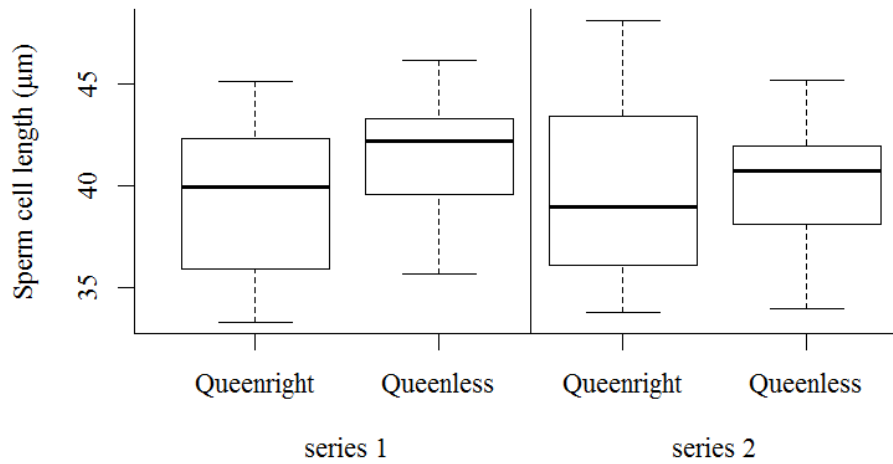 Sperm cell length (µm)
45
40
35
Queenright Queenless Queenright Queenless
series 1 series 2